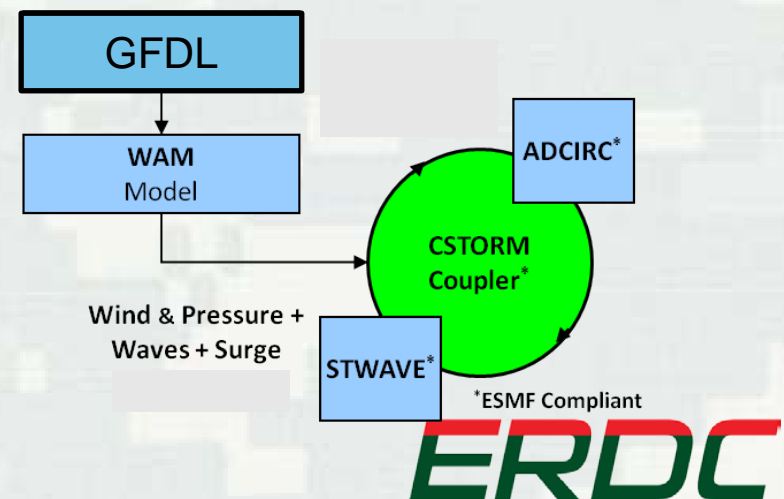 GFDL
WAM
Model
ADCIRC*
CSTORM
Coupler*
Wind & Pressure +
Waves + Surge
STWAVE*
*ESMF Compliant
ERDC